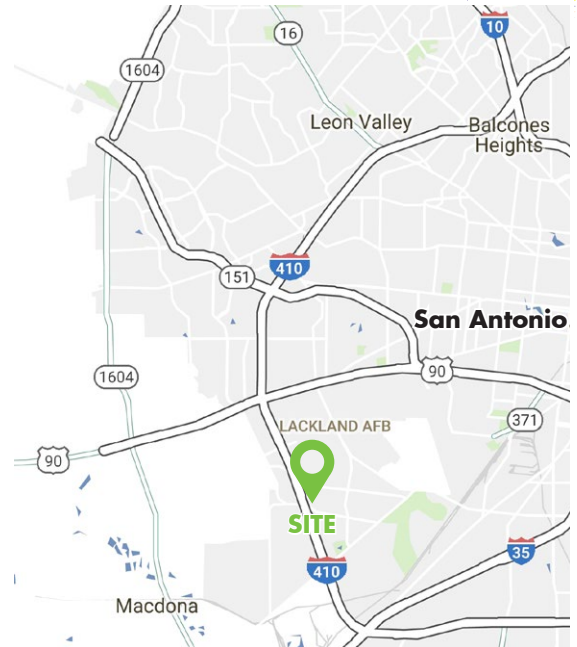 10
16
1604
Leon Valley
Balcones
Heights
410
151
San Antonio
90
1604
371
LACKLAND AFB
90
SITE
35
410
Macdona